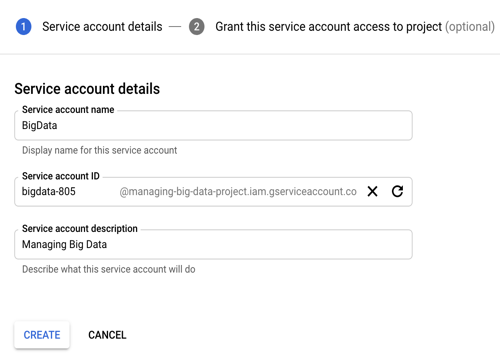 1 Service account details — 2 Grant this service account access to project (optional)
Service account details
Service account name
BigData
Display name for this service account
Service account ID
bigdata-805 @managing-big-data-project.iam.gserviceaccount.co
Service account description
Managing Big Data
Describe what this service account will do
CREATE CANCEL